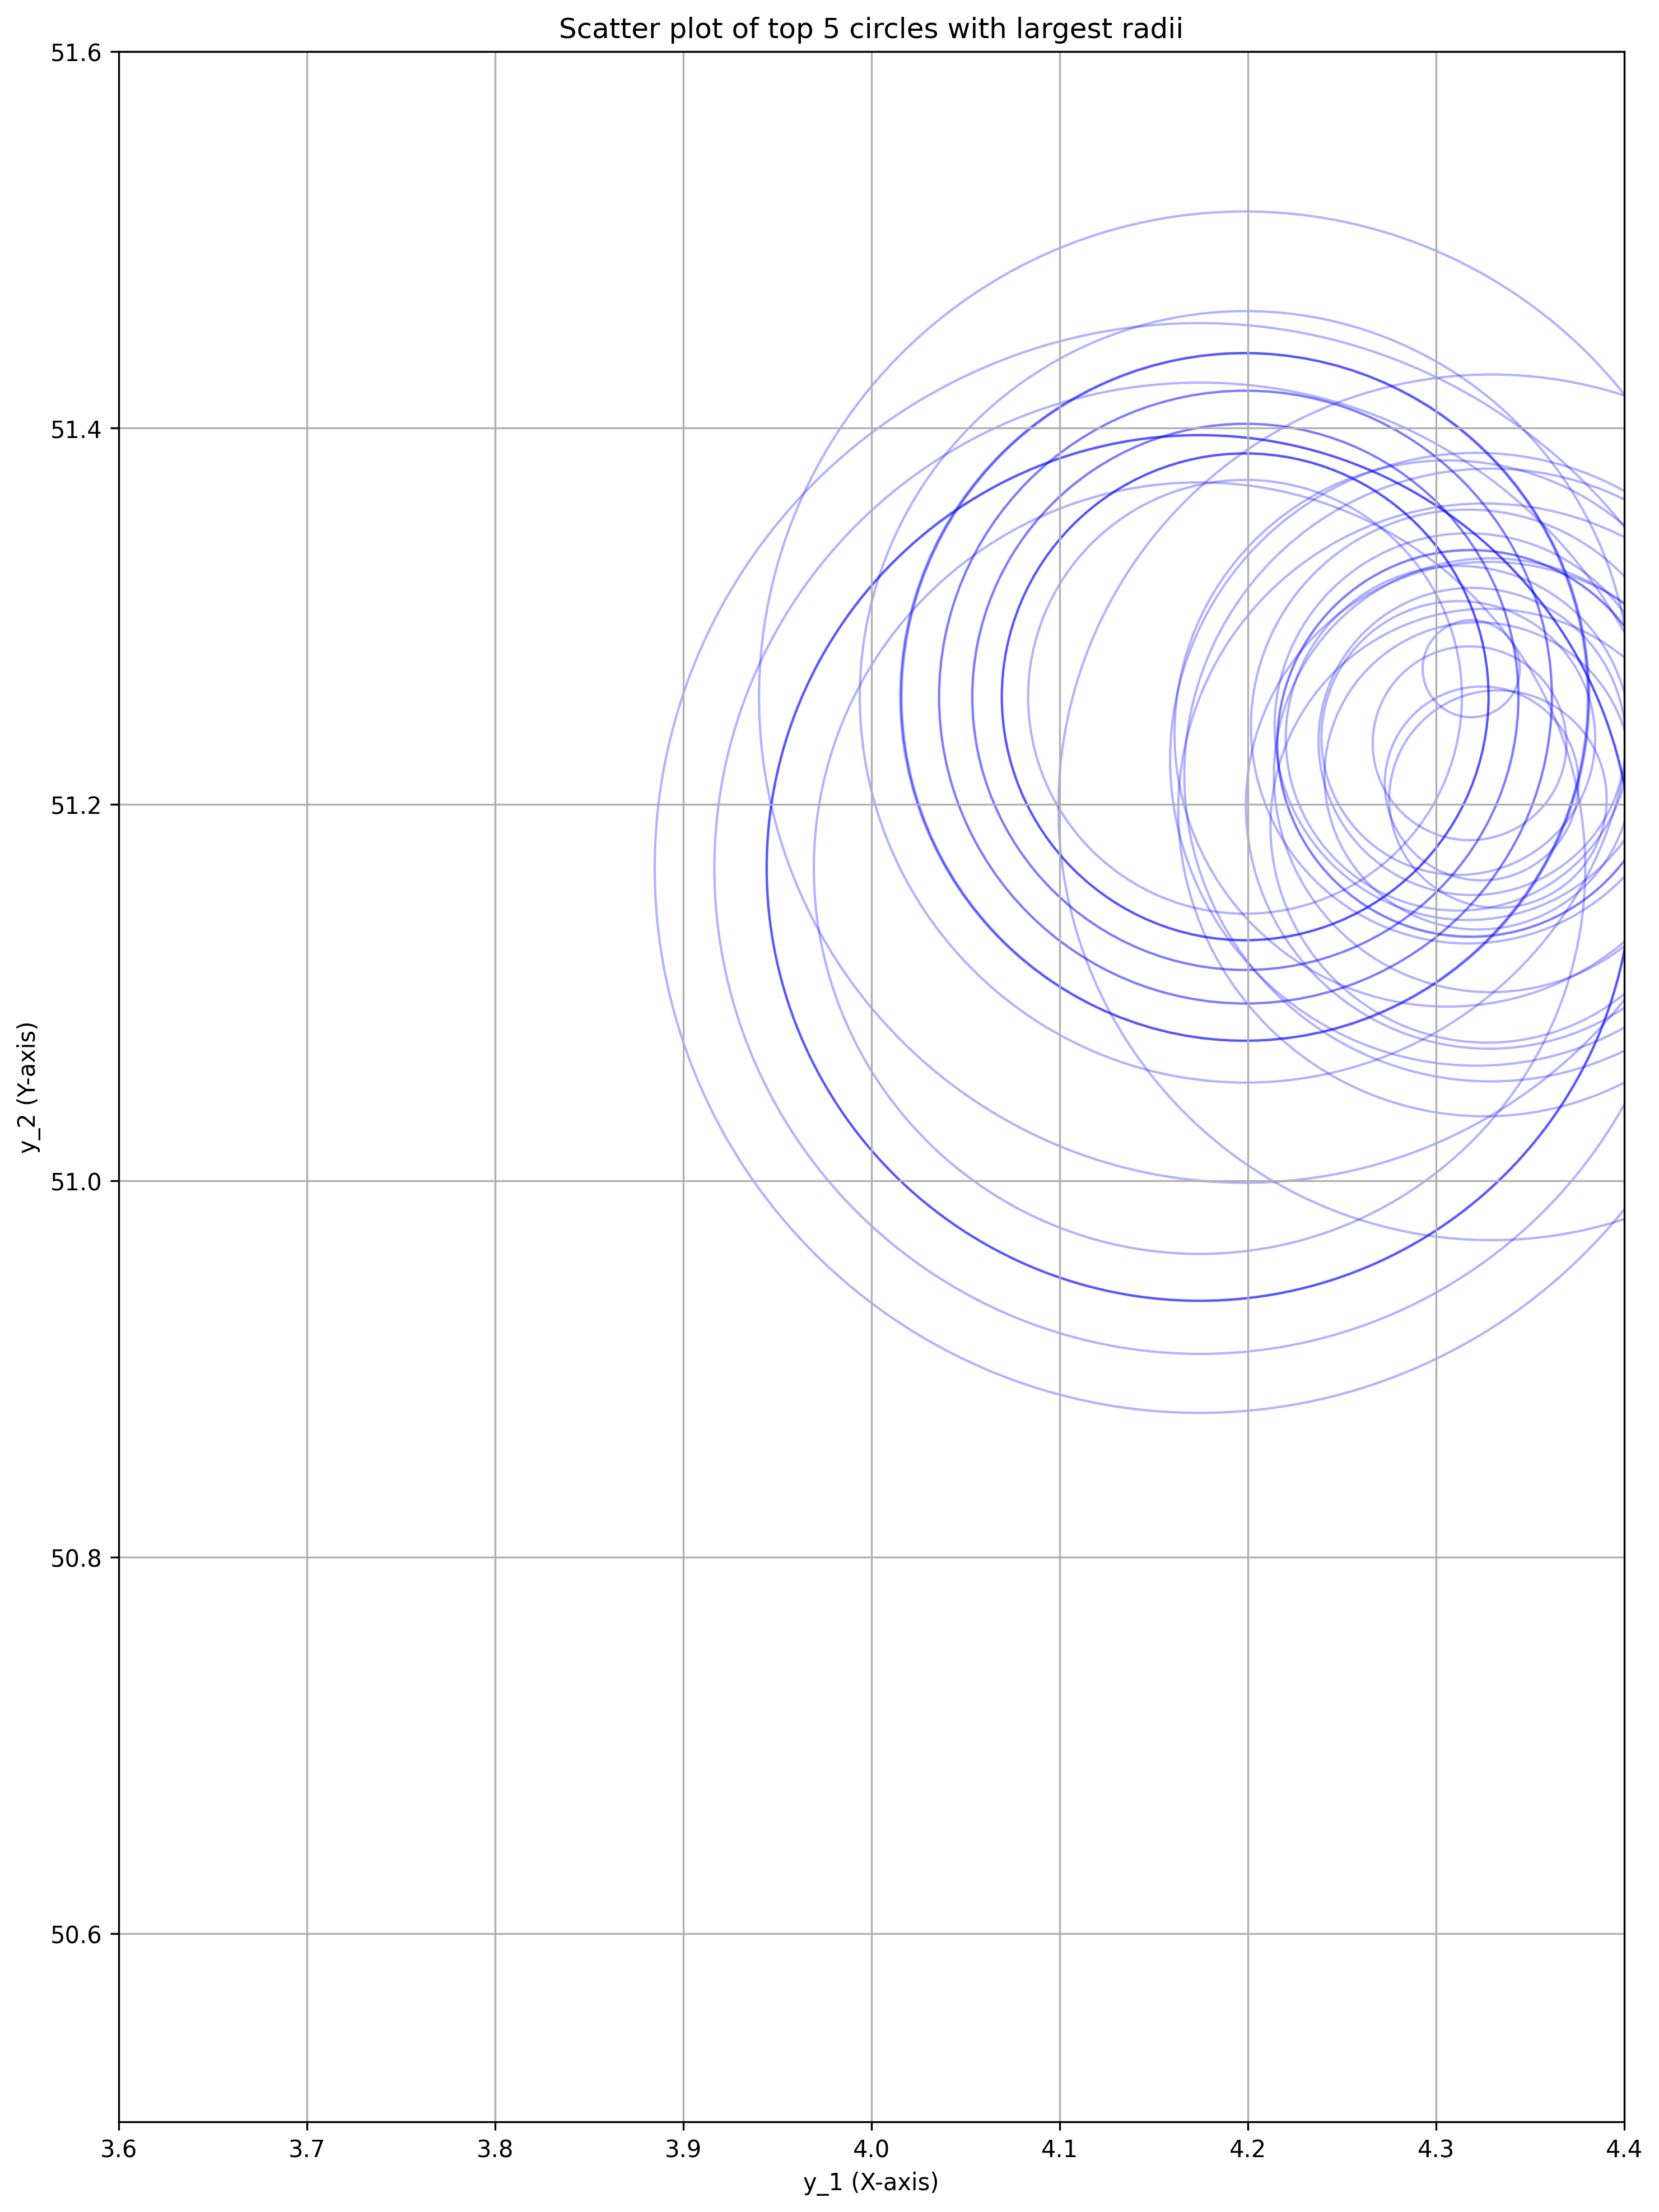 Scatter plot of top 5 circles with largest radii
51.6
51.4
51.2
51.0
50.8
50.6
y_2 (Y-axis)
3.6 3.7 3.8 3.9 4.0 4.1 4.2 4.3 4.4
y_1 (X-axis)